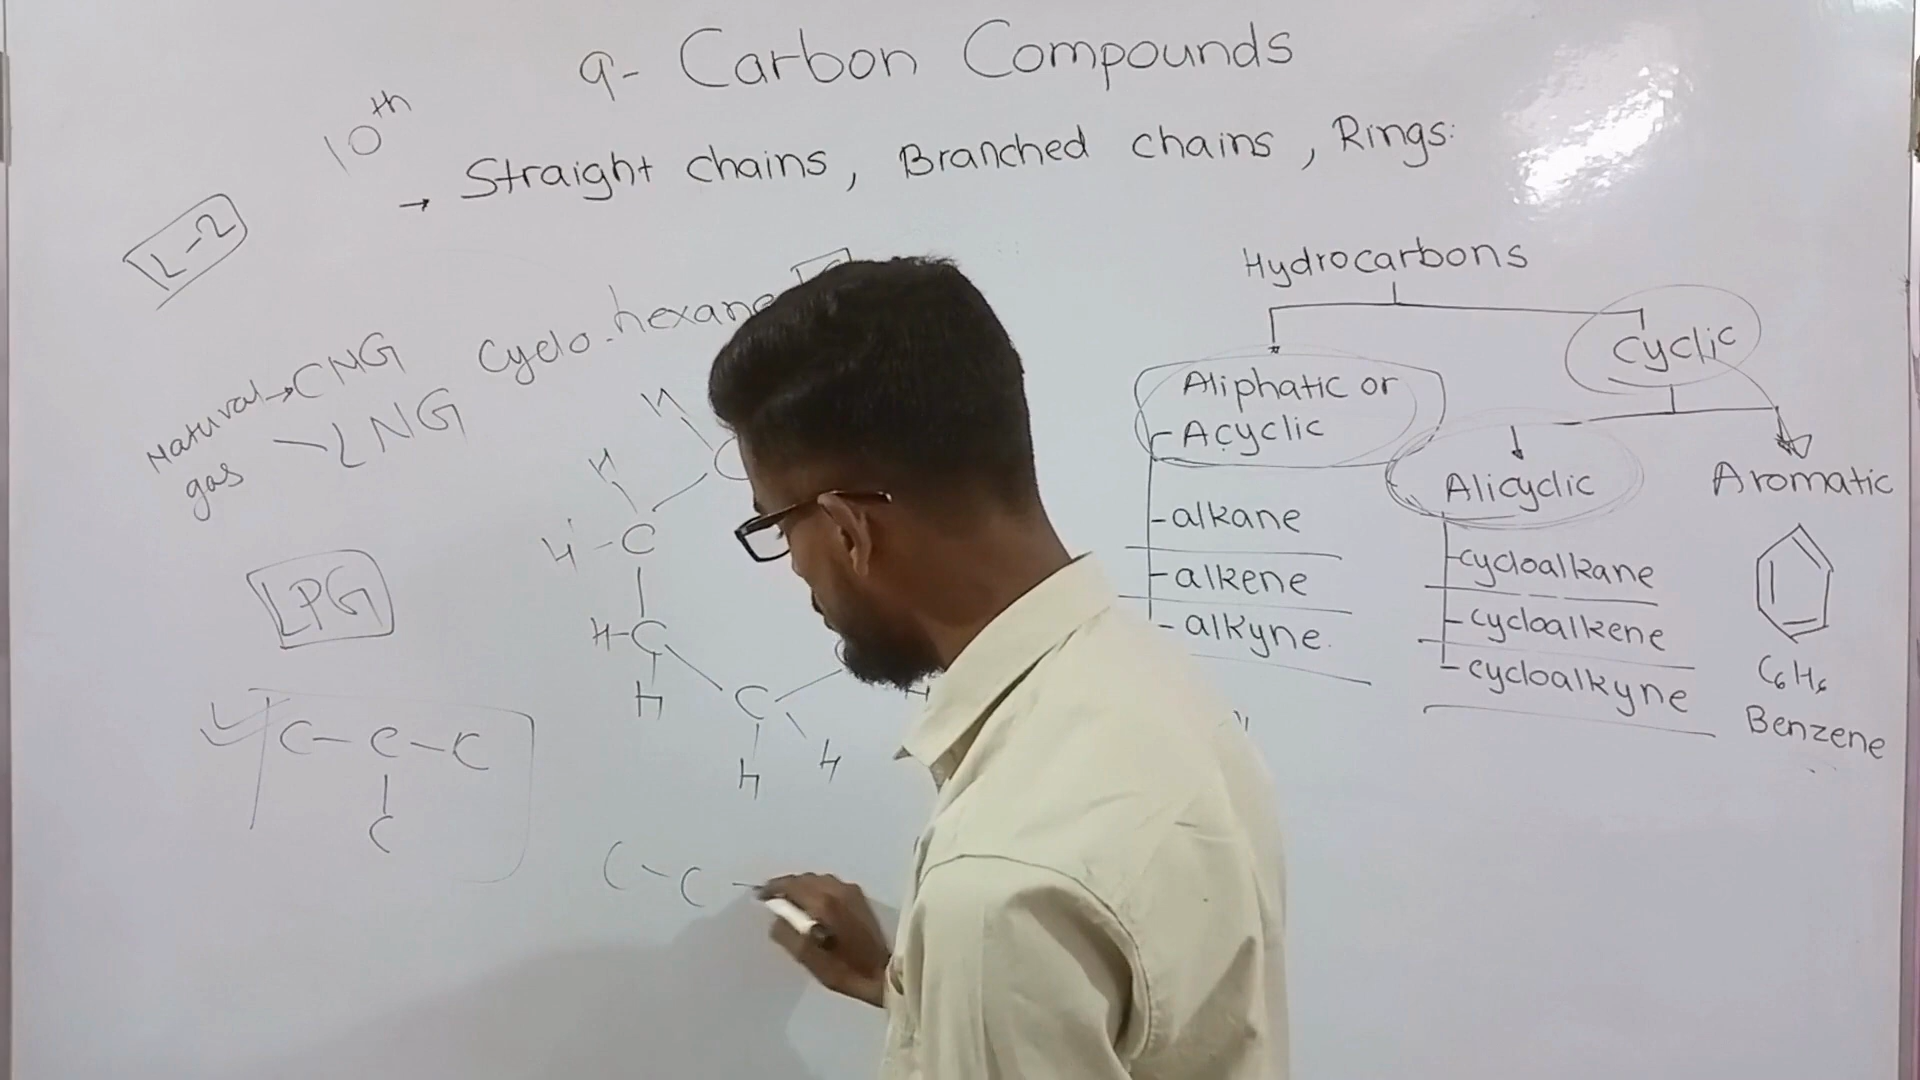 9- Carbon Compounds
10th
→ Straight chains, Branched chains, Rings:
L-2
Cyclo-hexane
Natural → CNG
gas LNG
LPG
H
H
H-C
H-C
H
C
H H
C-C-C
C
C-C-
Hydrocarbons
Aliphatic or
Acyclic
-alkane
-alkene
-alkyne.
Cyclic
Alicyclic
-cycloalkane
-cycloalkene
-cycloalkyne
Aromatic
C6H6
Benzene